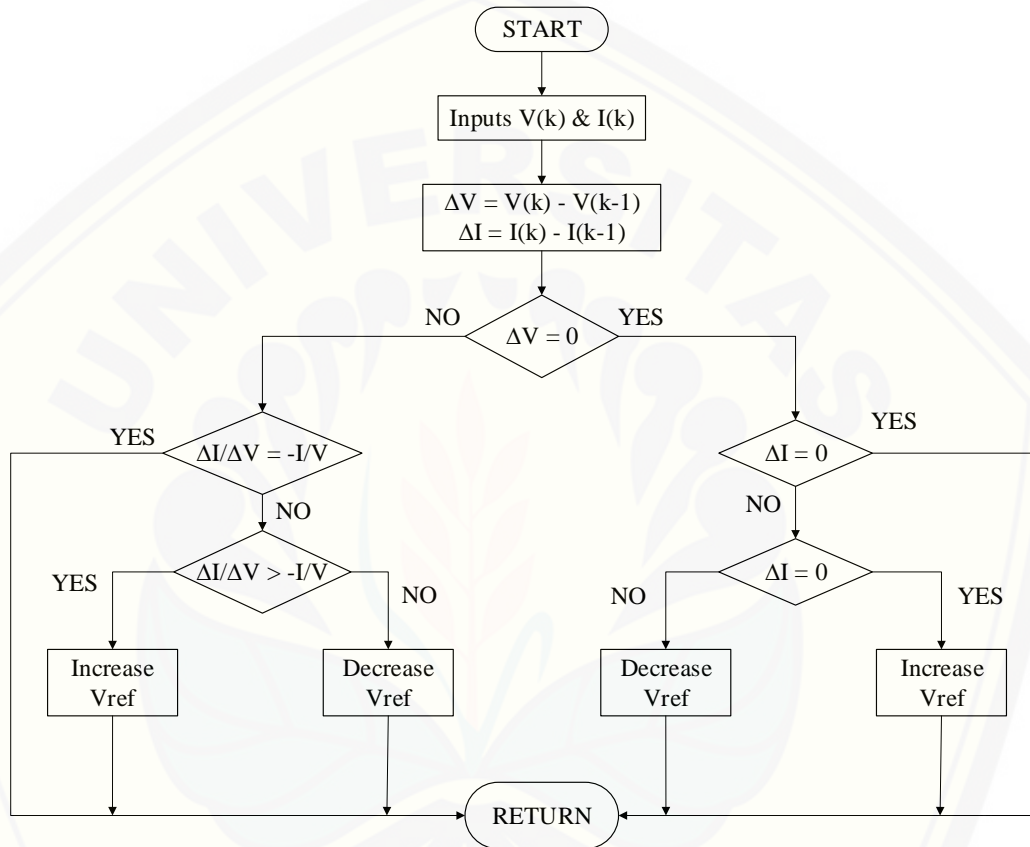 START
Inputs V(k) & I(k)
ΔV = V(k) - V(k-1)
ΔI = I(k) - I(k-1)
NO
YES
ΔV = 0
YES
ΔI/ΔV = -I/V
YES
ΔI = 0
NO
NO
ΔI/ΔV > -I/V
YES
NO
ΔI = 0
NO
YES
Increase
Vref
Decrease
Vref
Decrease
Vref
Increase
Vref
RETURN
UNIVERSITAS